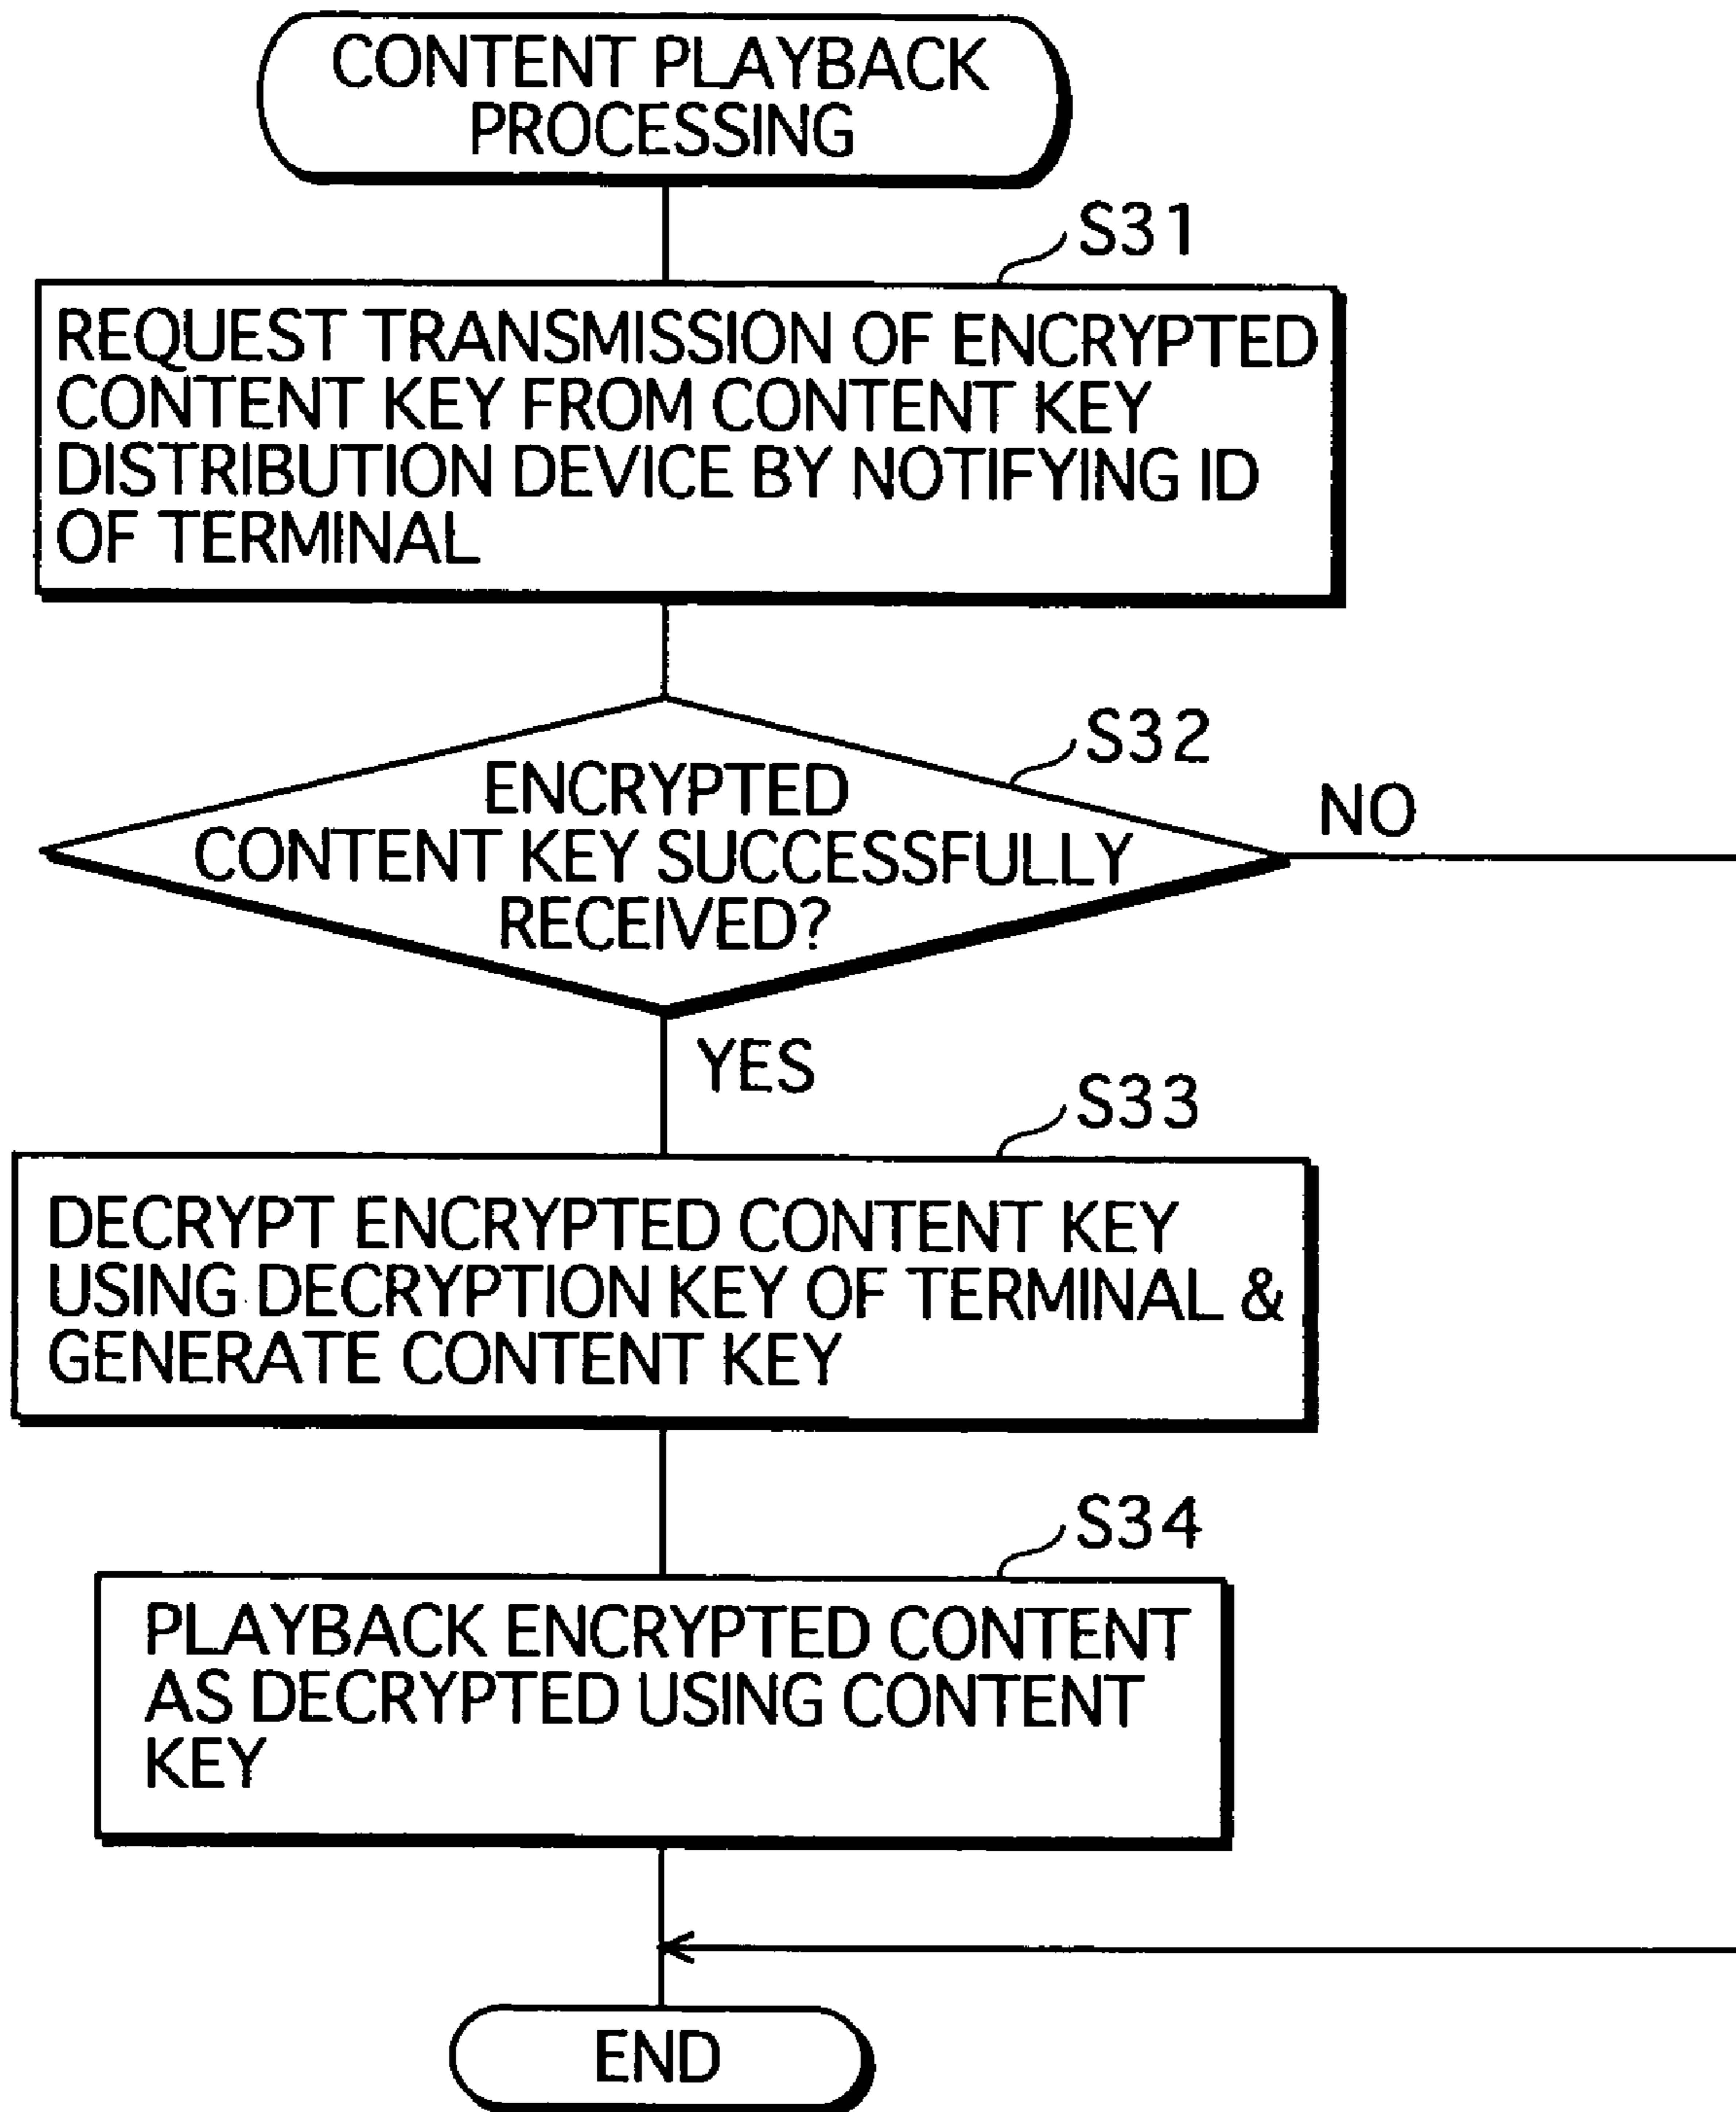 CONTENT PLAYBACK
PROCESSING
S31
REQUEST TRANSMISSION OF ENCRYPTED
CONTENT KEY FROM CONTENT KEY
DISTRIBUTION DEVICE BY NOTIFYING ID
OF TERMINAL
S32
ENCRYPTED
CONTENT KEY SUCCESSFULLY
RECEIVED?
NO
YES
S33
DECRYPT ENCRYPTED CONTENT KEY
USING DECRYPTION KEY OF TERMINAL &
GENERATE CONTENT KEY
S34
PLAYBACK ENCRYPTED CONTENT
AS DECRYPTED USING CONTENT
KEY
END